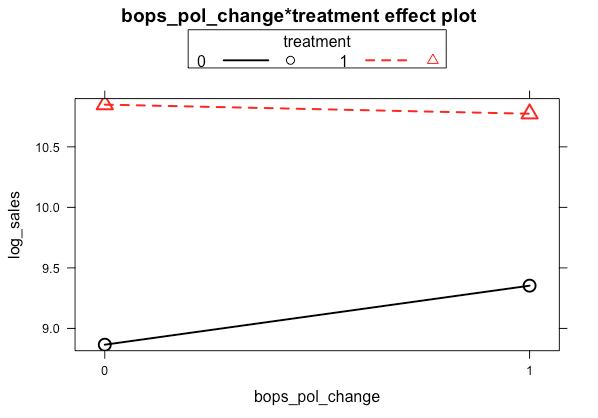 bops_pol_change*treatment effect plot
treatment
0 1
10.5
10.0
9.5
9.0
log_sales
0 1
bops_pol_change